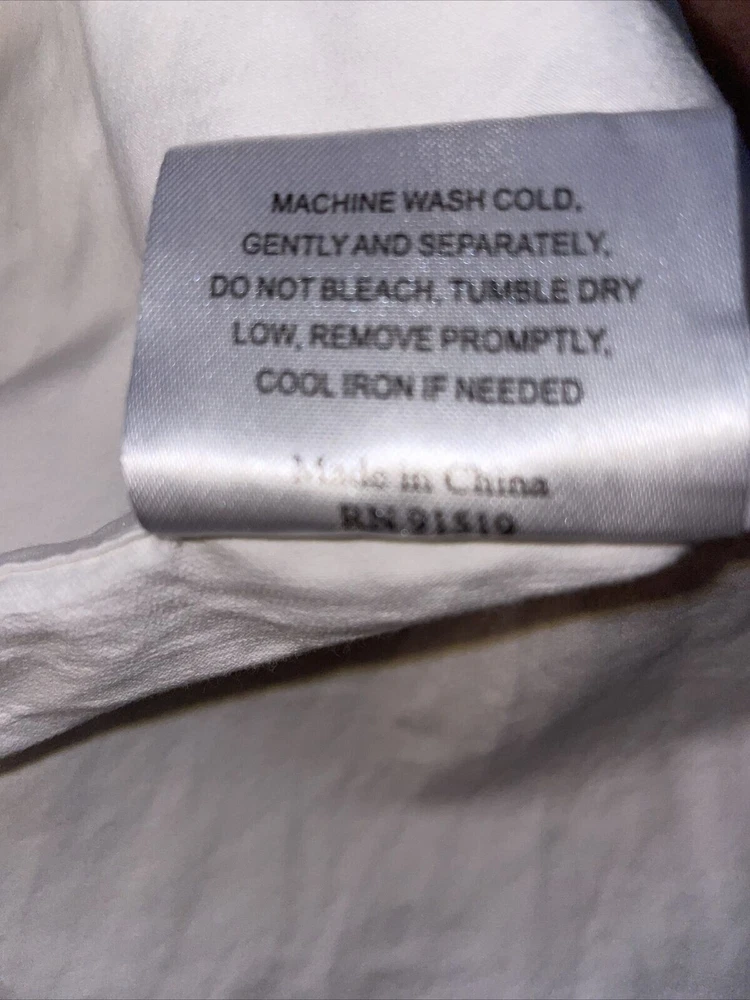 MACHINE WASH COLD,
GENTLY AND SEPARATELY,
DO NOT BLEACH, TUMBLE DRY
LOW, REMOVE PROMPTLY,
COOL IRON IF NEEDED
Made in China
RN 91519